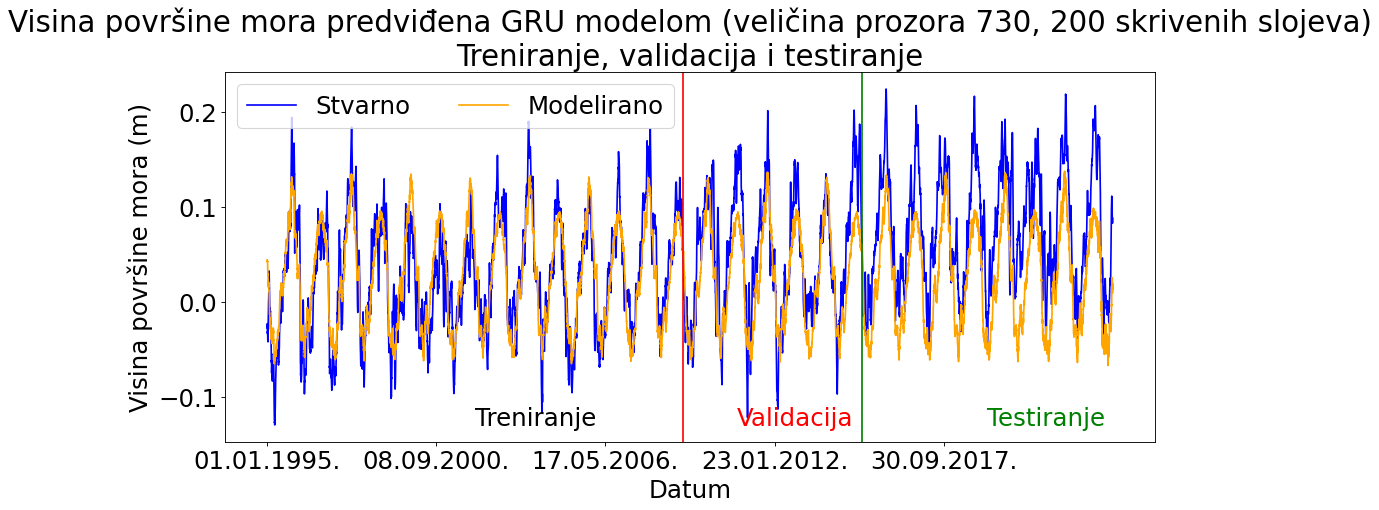 Visina površine mora predviđena GRU modelom (veličina prozora 730, 200 skrivenih slojeva)
Treniranje, validacija i testiranje
Stvarno
Modelirano
Visina površine mora (m)
0.2
0.1
0.0
−0.1
Treniranje
Validacija
Testiranje
01.01.1995.
08.09.2000.
17.05.2006.
23.01.2012.
30.09.2017.
Datum